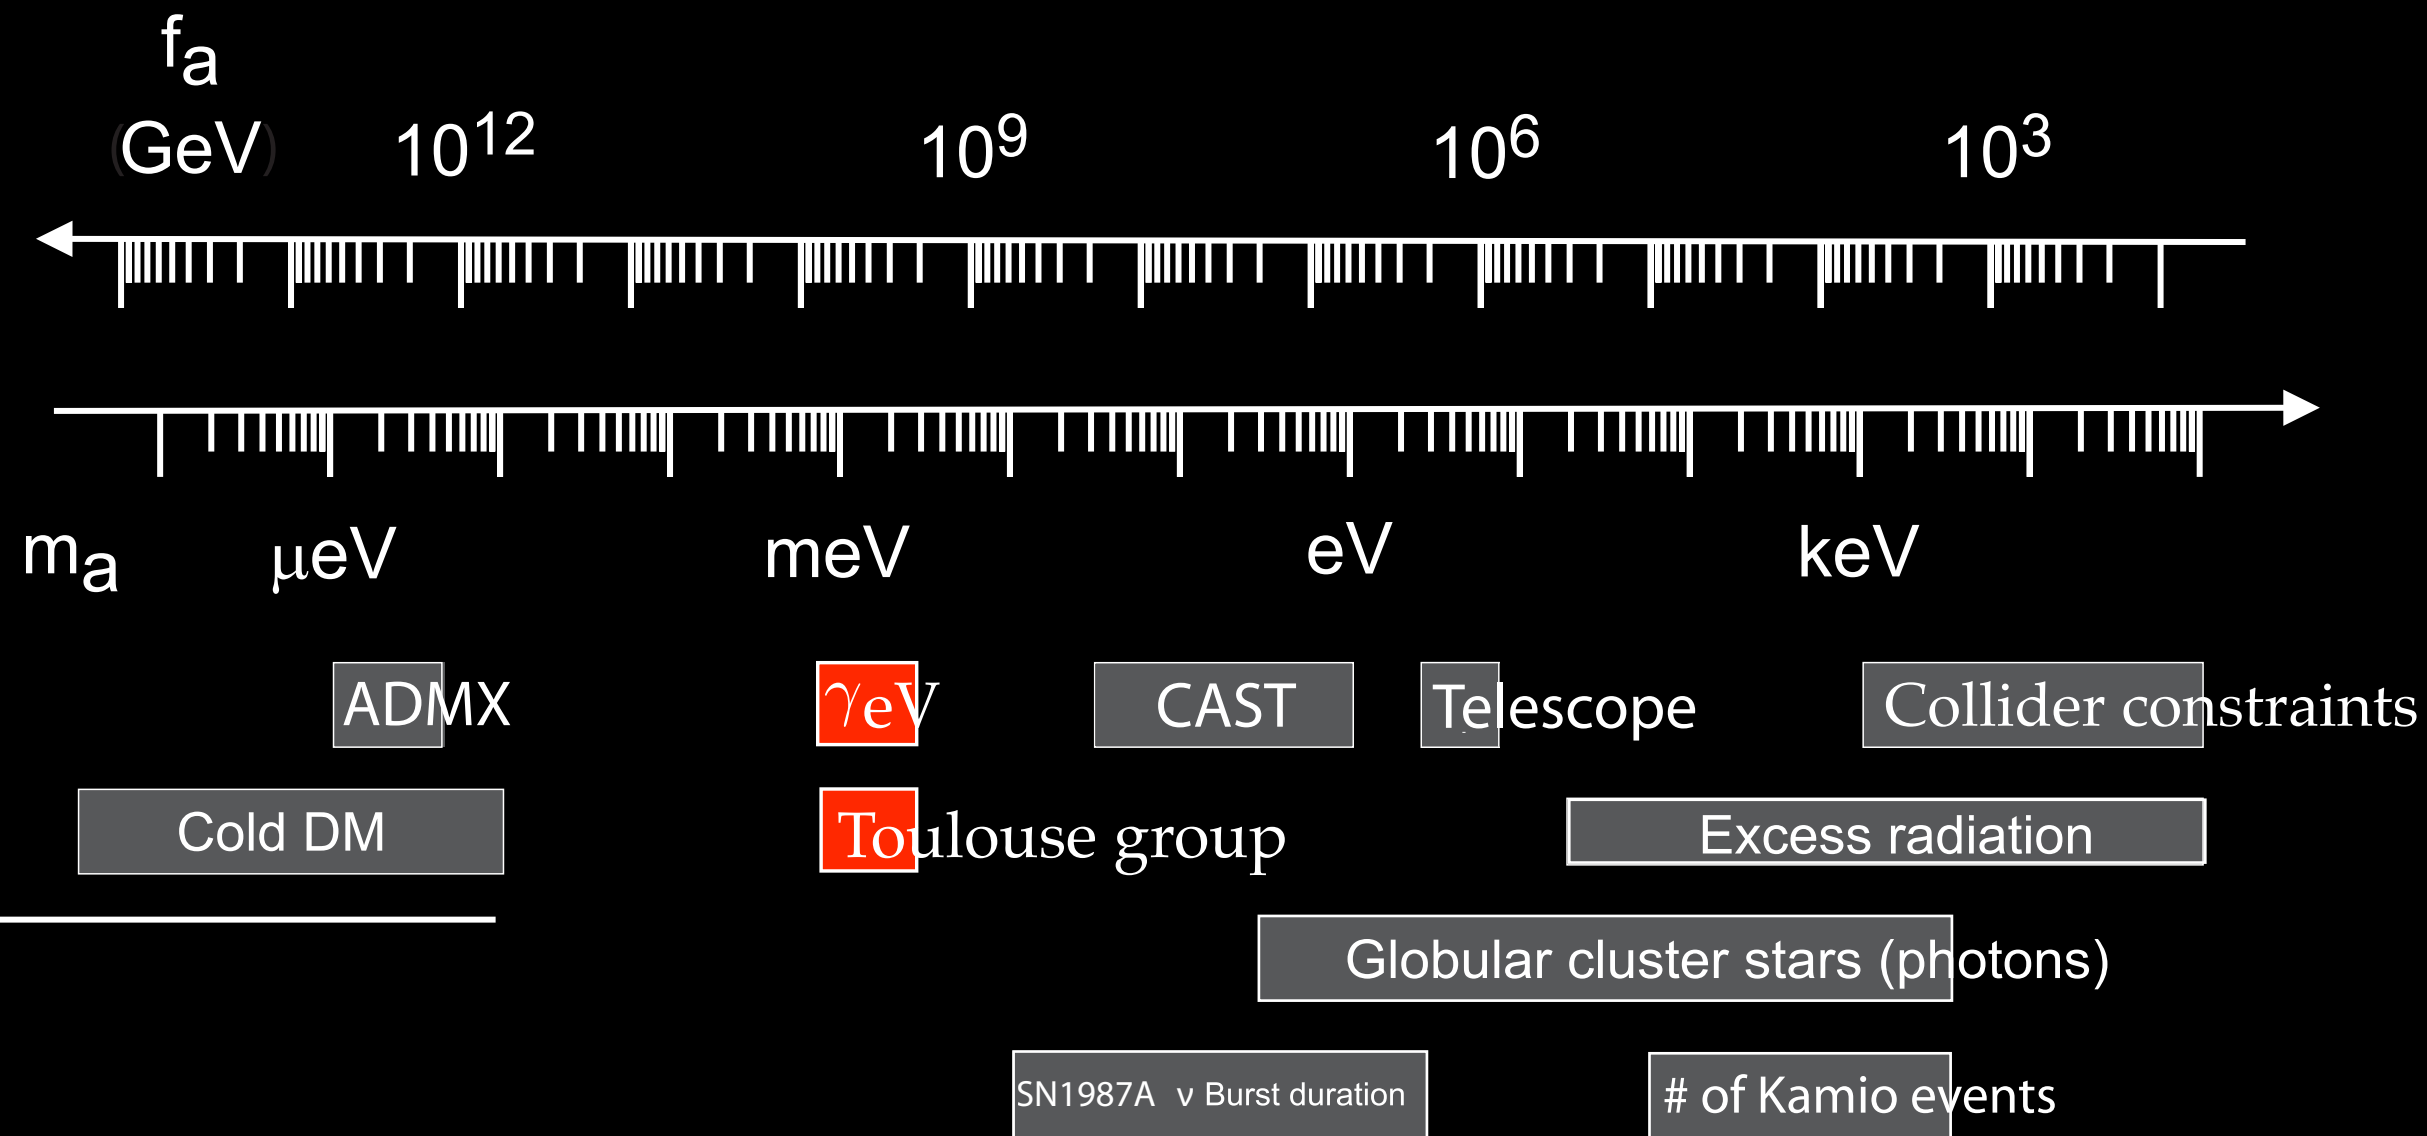 fa
(GeV) 10¹² 10⁹ 10⁶ 10³
ma μeV meV eV keV
ADMX γeV CAST Telescope Collider constraints
Cold DM Toulouse group Excess radiation
Globular cluster stars (photons)
SN1987A ν Burst duration # of Kamio events